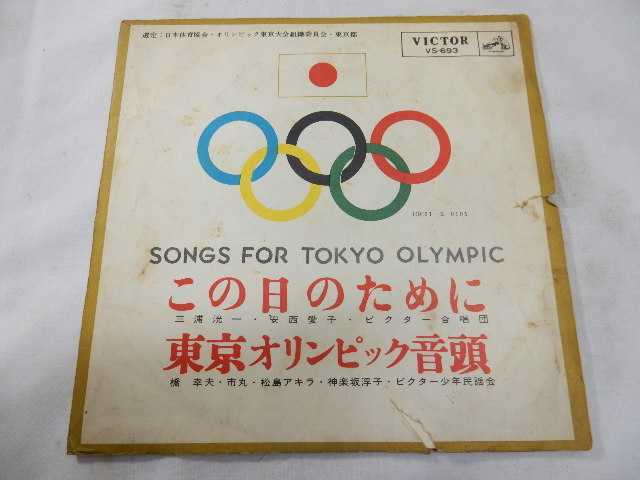 選定:日本体育協会・オリンピック東京大会組織委員会・東京都
VICTOR
VS-693
SONGS FOR TOKYO OLYMPIC
この日のために
三浦洸一・安西愛子・ビクター合唱団
東京オリンピック音頭
橋 幸夫・市丸・松島アキラ・神楽坂浮子・ビクター少年民謡会